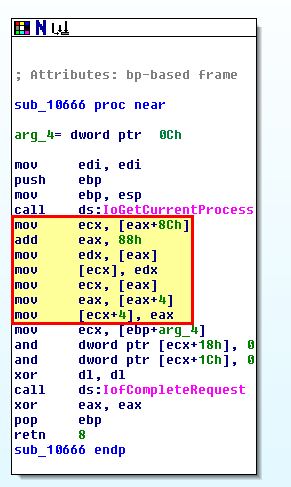 ; Attributes: bp-based frame
sub_10666 proc near
arg_4= dword ptr  0Ch
mov     edi, edi
push    ebp
mov     ebp, esp
call    ds:IoGetCurrentProcess
mov     ecx, [eax+8Ch]
add     eax, 88h
mov     edx, [eax]
mov     [ecx], edx
mov     ecx, [eax]
mov     eax, [eax+4]
mov     [ecx+4], eax
mov     ecx, [ebp+arg_4]
and     dword ptr [ecx+18h], 0
and     dword ptr [ecx+1Ch], 0
xor     dl, dl
call    ds:IofCompleteRequest
xor     eax, eax
pop     ebp
retn    8
sub_10666 endp